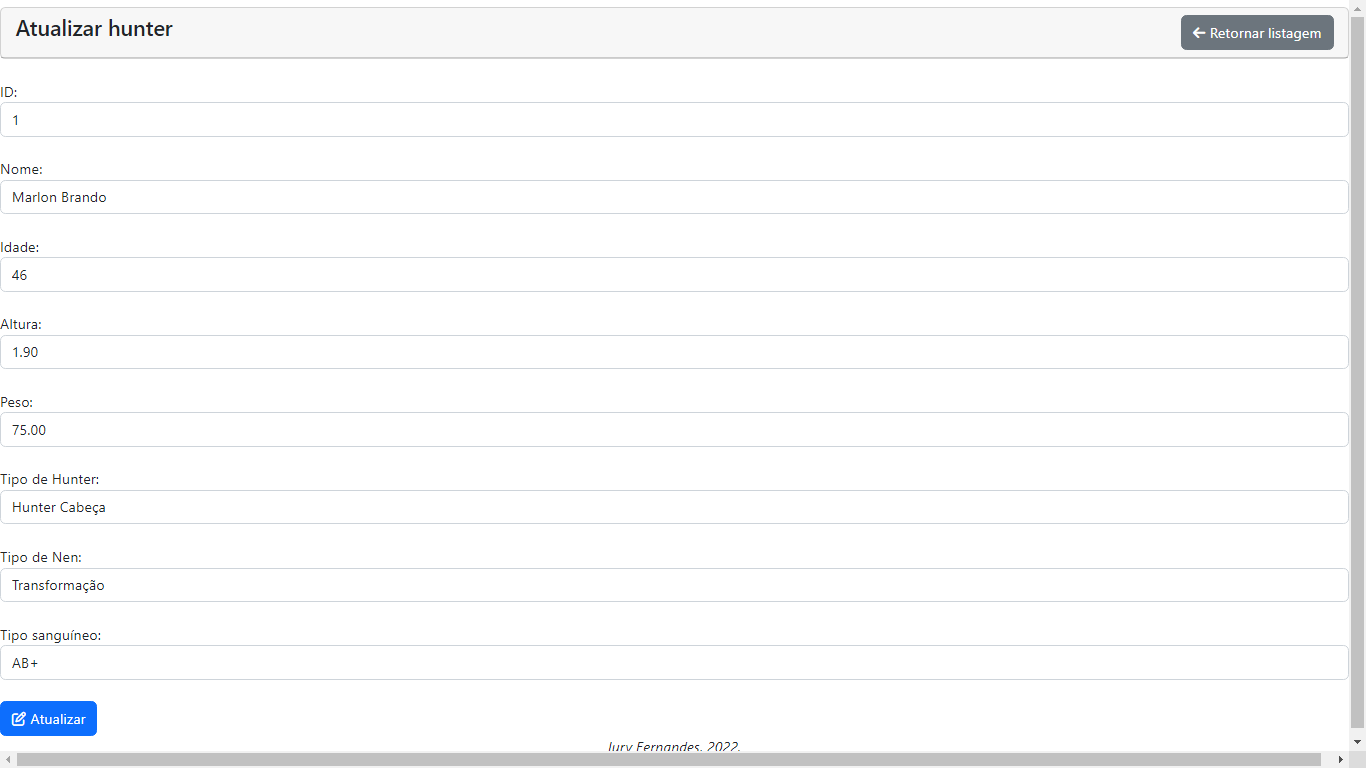 Atualizar hunter
Retornar listagem
ID:
1
Nome:
Marlon Brando
Idade:
46
Altura:
1.90
Peso:
75.00
Tipo de Hunter:
Hunter Cabeça
Tipo de Nen:
Transformação
Tipo sanguíneo:
AB+
Atualizar
Iury Fernandes, 2022.